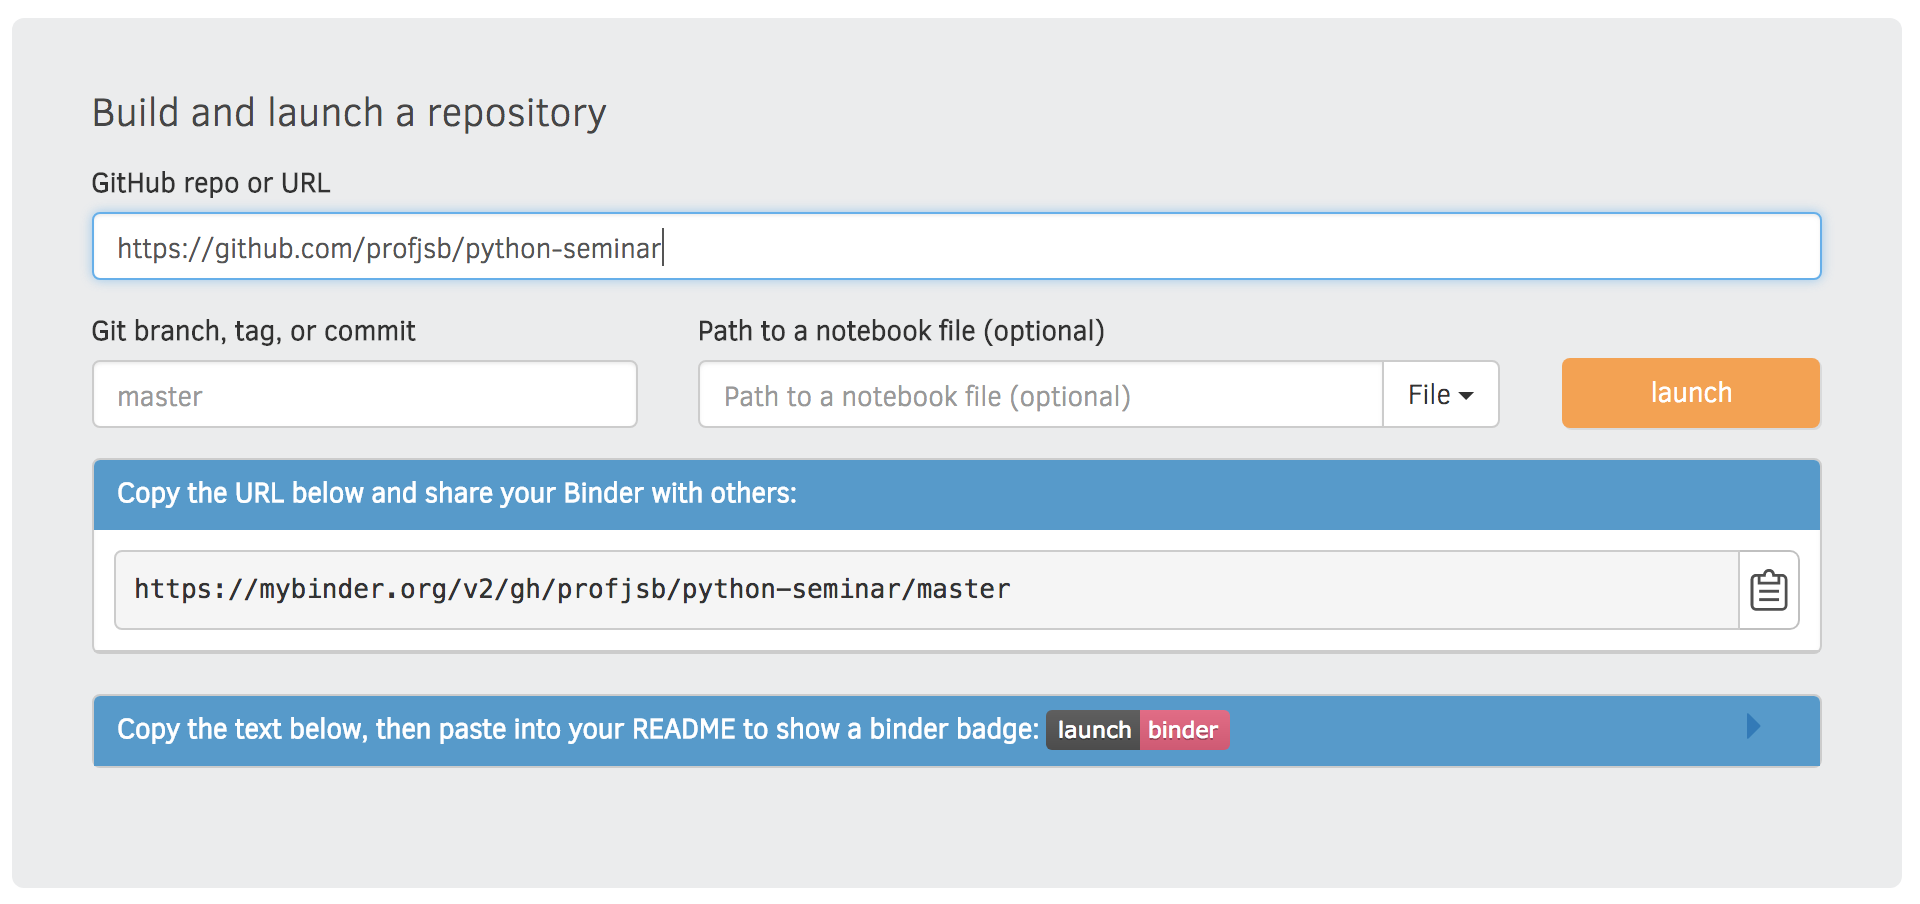 Build and launch a repository
GitHub repo or URL
https://github.com/profjsb/python-seminar
Git branch, tag, or commit
Path to a notebook file (optional)
master
Path to a notebook file (optional)
File
launch
Copy the URL below and share your Binder with others:
https://mybinder.org/v2/gh/profjsb/python-seminar/master
Copy the text below, then paste into your README to show a binder badge: launch binder